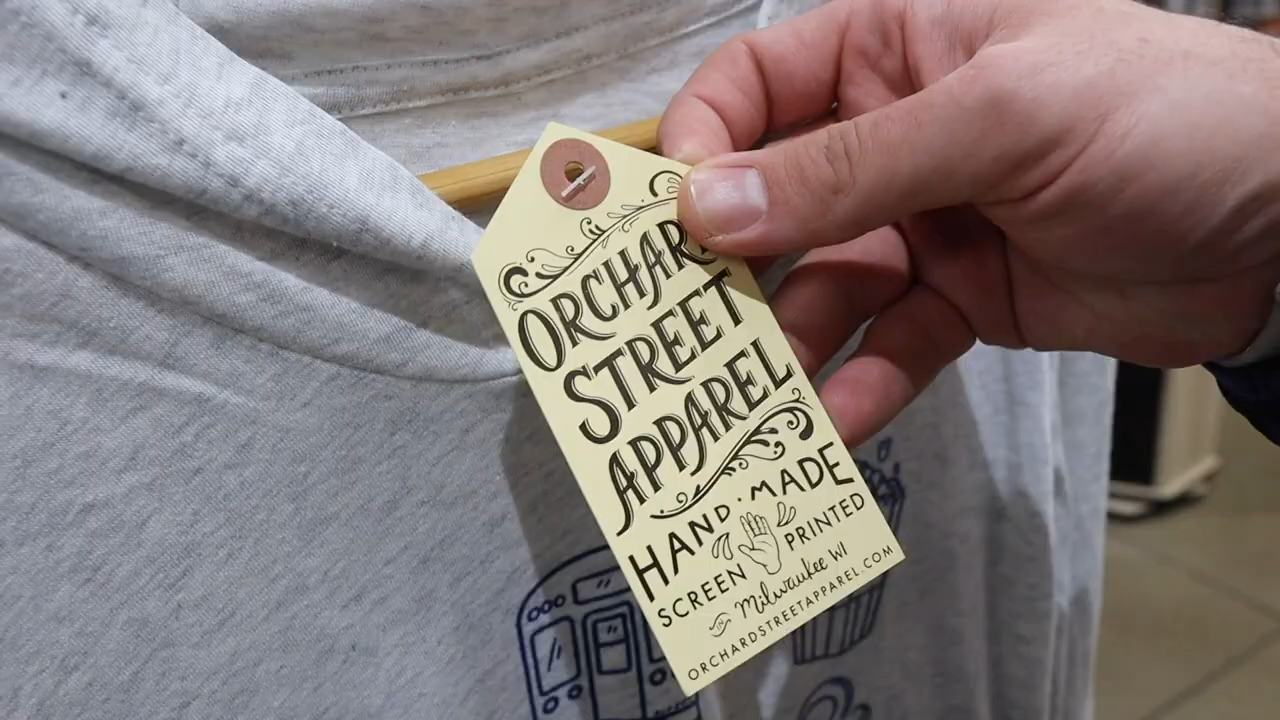 ORCHARD
STREET
APPAREL
HAND·MADE
SCREEN PRINTED
IN Milwaukee WI
ORCHARDSTREETAPPAREL.COM